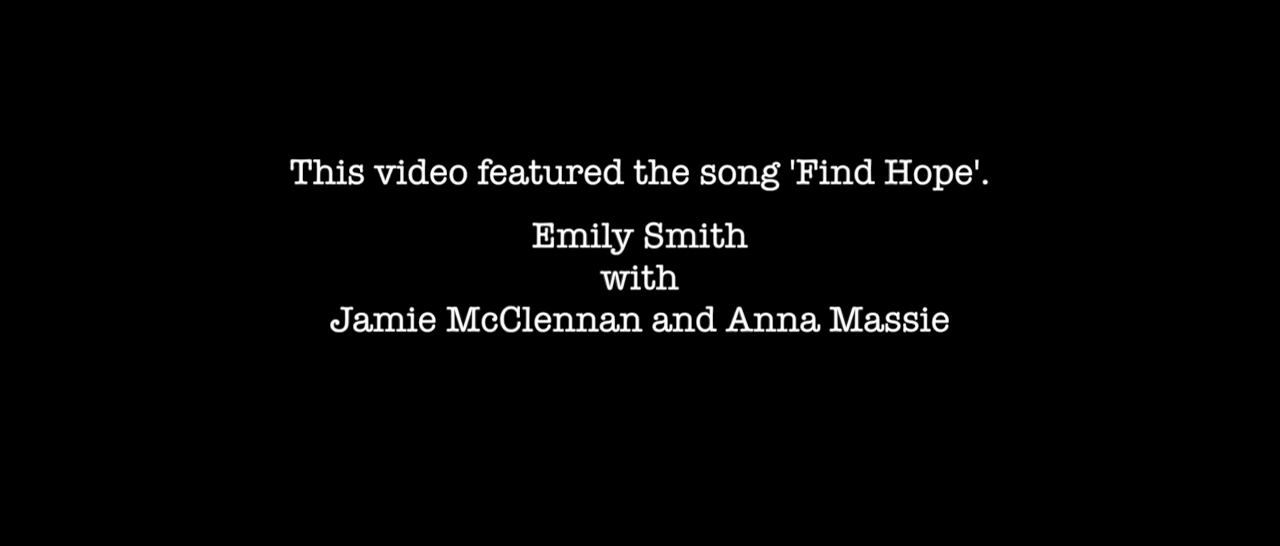 This video featured the song 'Find Hope'.
Emily Smith
with
Jamie McClennan and Anna Massie